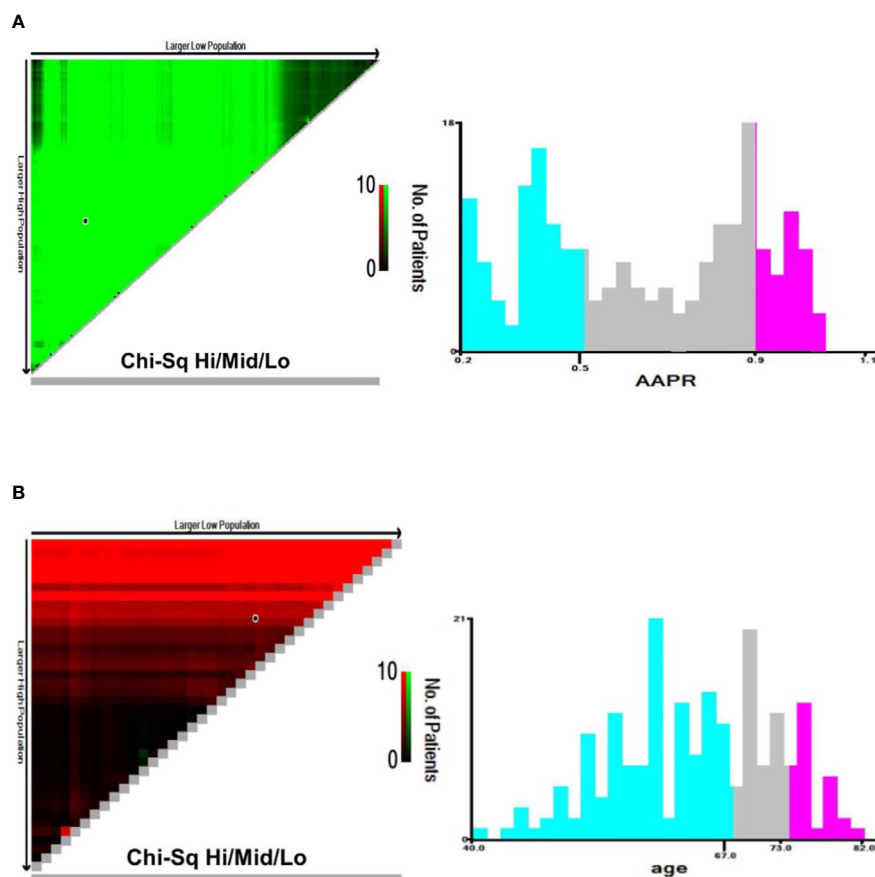 A
Larger Low Population
Larger High Population
10
0
Chi-Sq Hi/Mid/Lo
No. of Patients
18
0
0.2
0.5
0.9
1.1
AAPR
B
Larger Low Population
Larger High Population
10
0
Chi-Sq Hi/Mid/Lo
No. of Patients
21
0
40.0
67.0
73.0
82.0
age